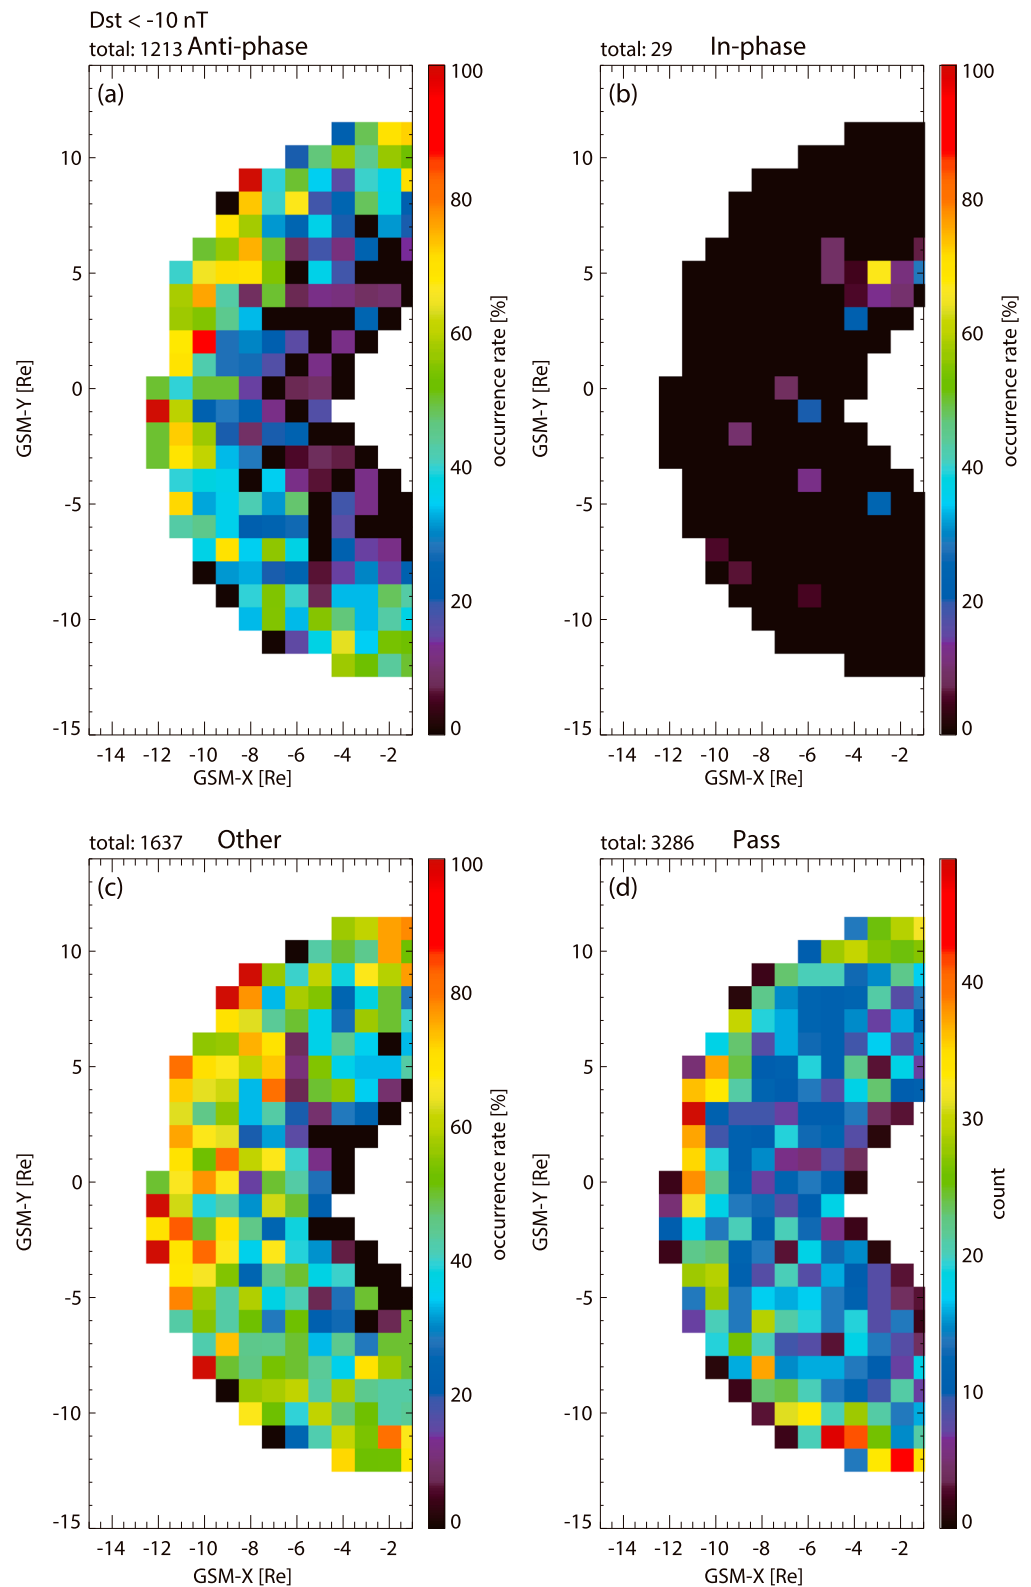 Dst < -10 nT
total: 1213 Anti-phase
total: 29 In-phase
(a)
(b)
100
80
60
40
20
0
100
80
60
40
20
0
10
5
0
-5
-10
-15
10
5
0
-5
-10
-15
GSM-Y [Re]
occurrence rate [%]
GSM-Y [Re]
occurrence rate [%]
-14 -12 -10 -8 -6 -4 -2
-14 -12 -10 -8 -6 -4 -2
GSM-X [Re]
GSM-X [Re]
total: 1637 Other
total: 3286 Pass
(c)
(d)
100
80
60
40
20
0
40
30
20
10
0
10
5
0
-5
-10
-15
10
5
0
-5
-10
-15
GSM-Y [Re]
occurrence rate [%]
GSM-Y [Re]
count
-14 -12 -10 -8 -6 -4 -2
-14 -12 -10 -8 -6 -4 -2
GSM-X [Re]
GSM-X [Re]